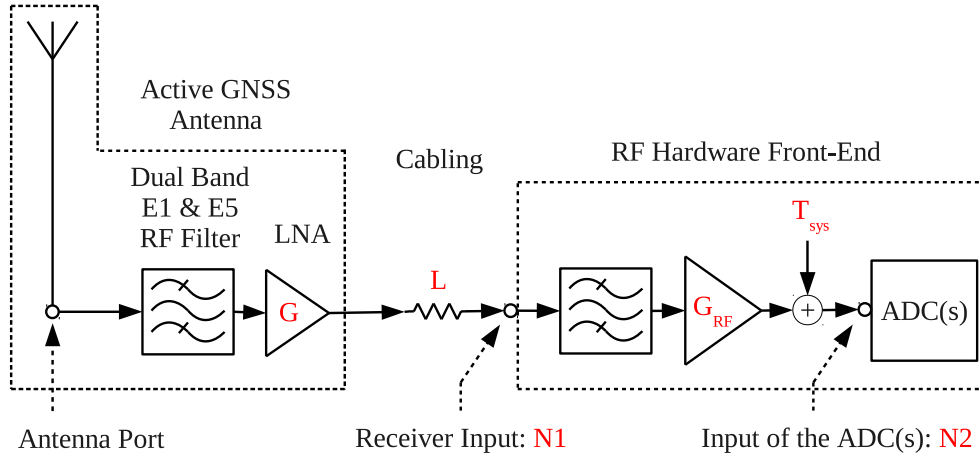 Active GNSS
Antenna
Cabling
RF Hardware Front-End
Dual Band
E1 & E5
RF Filter
LNA
T_sys
L
G
G_RF
+
ADC(s)
Antenna Port
Receiver Input: N1
Input of the ADC(s): N2